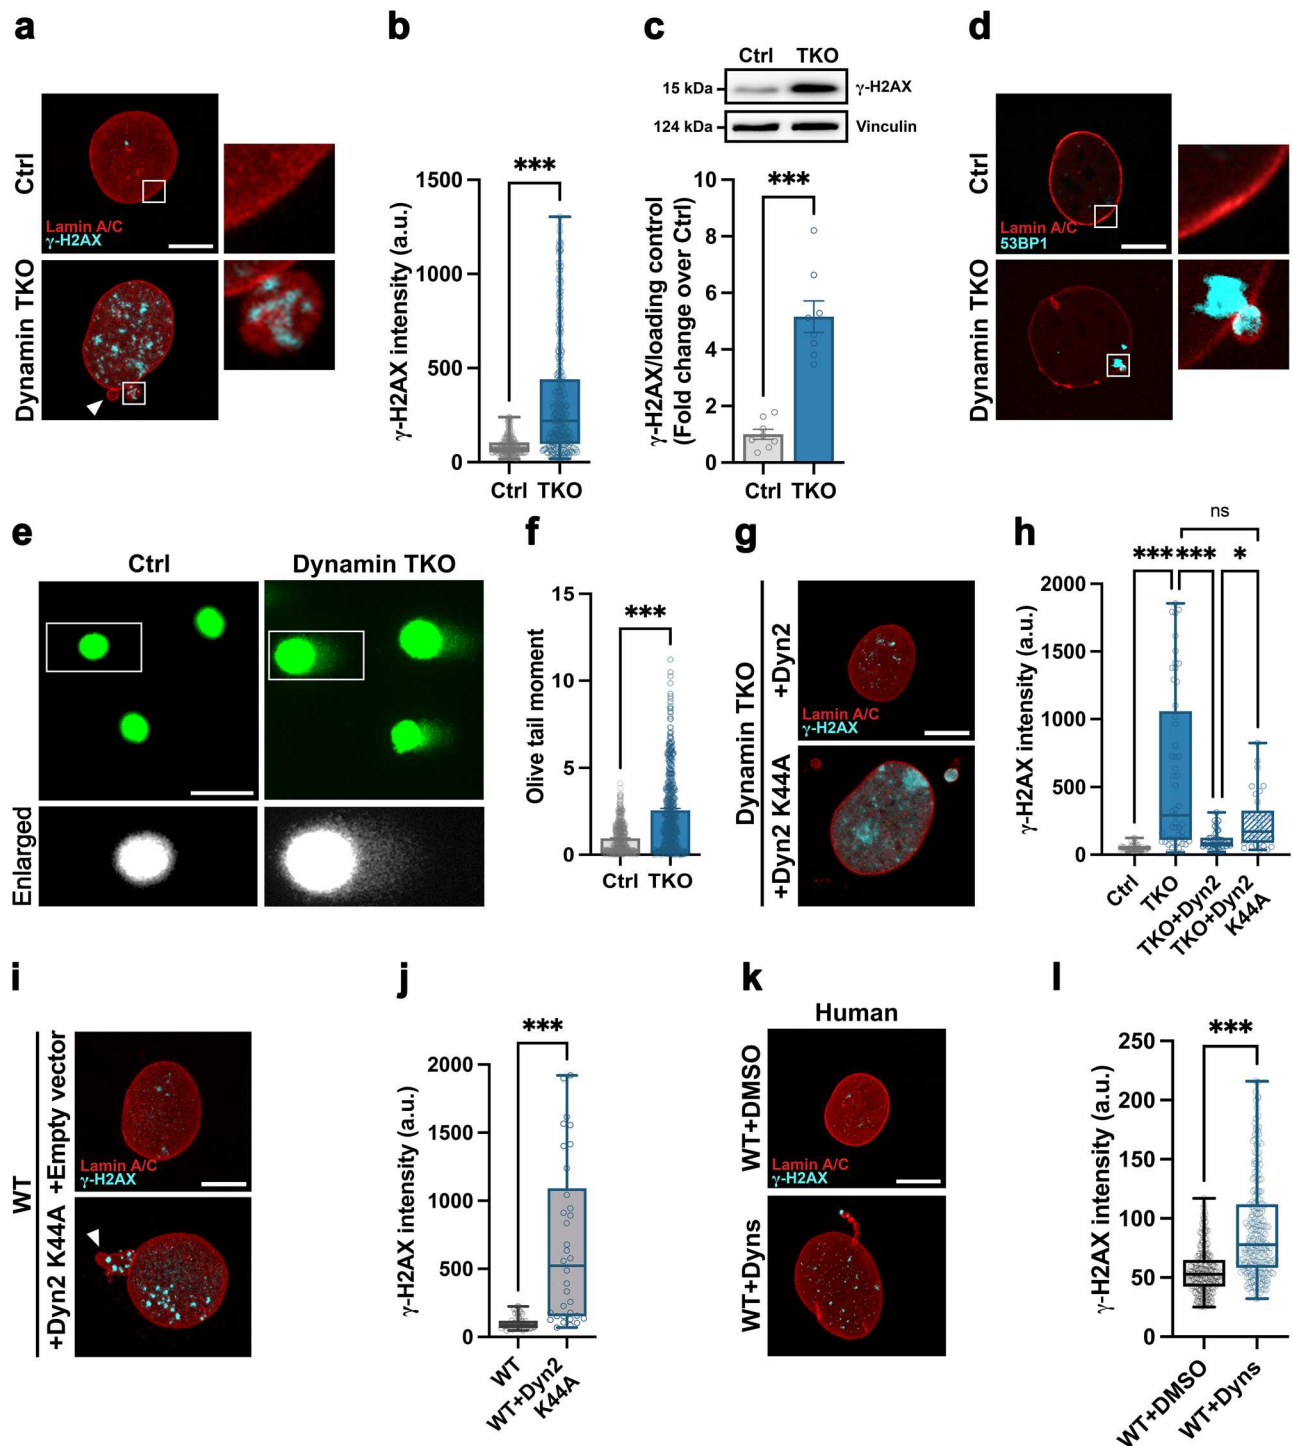 a
Ctrl
Lamin A/C
γ-H2AX
Dynamin TKO
b
***
γ-H2AX intensity (a.u.)
1500
1000
500
0
Ctrl TKO
c
Ctrl TKO
15 kDa
γ-H2AX
124 kDa
Vinculin
***
γ-H2AX/loading control
(Fold change over Ctrl)
10
8
6
4
2
0
Ctrl TKO
d
Ctrl
Lamin A/C
53BP1
Dynamin TKO
e
Ctrl
Dynamin TKO
Enlarged
f
***
Olive tail moment
15
10
5
0
Ctrl TKO
g
Dynamin TKO
+Dyn2
Lamin A/C
γ-H2AX
+Dyn2 K44A
h
ns
*** *** *
γ-H2AX intensity (a.u.)
2000
1500
1000
500
0
Ctrl
TKO
TKO+Dyn2
TKO+Dyn2
K44A
i
WT
+Empty vector
Lamin A/C
γ-H2AX
+Dyn2 K44A
j
***
γ-H2AX intensity (a.u.)
2000
1500
1000
500
0
WT
WT+Dyn2
K44A
k
Human
WT+DMSO
Lamin A/C
γ-H2AX
WT+Dyns
l
***
γ-H2AX intensity (a.u.)
250
200
150
100
50
0
WT+DMSO
WT+Dyns